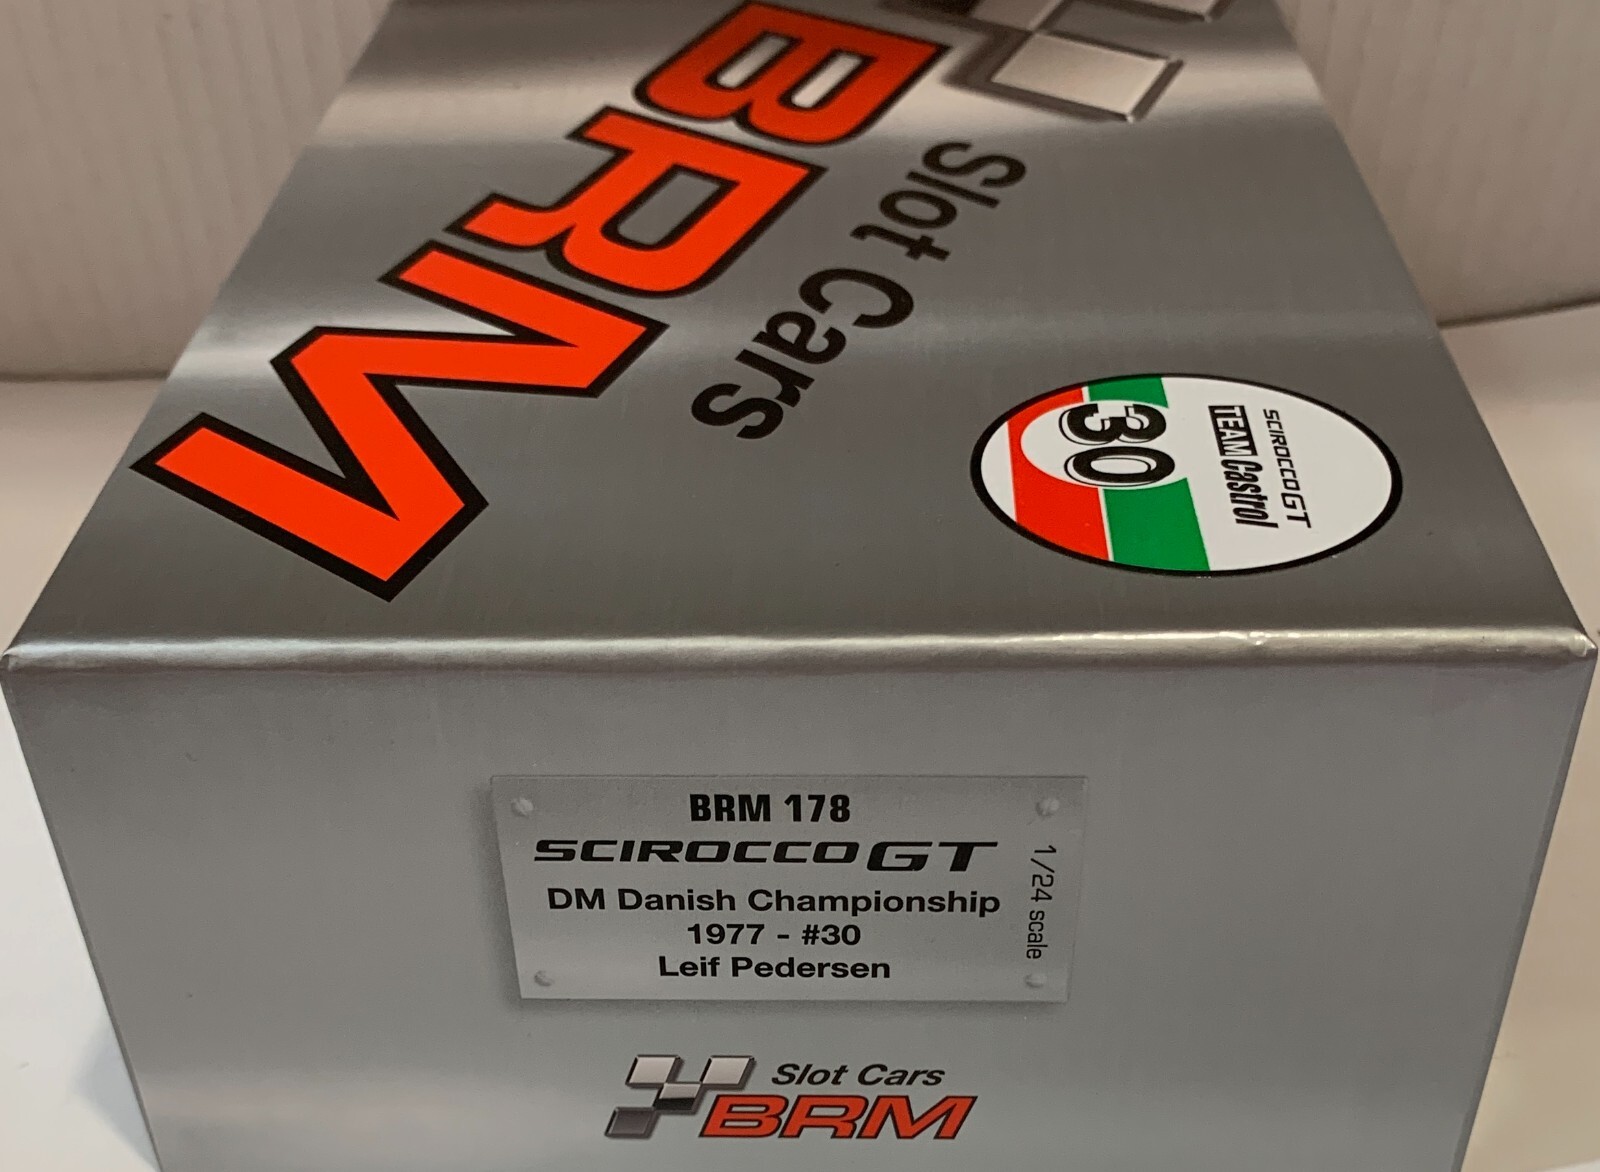 BRM
Slot Cars
SCIROCCO GT
TEAM Castrol
30
BRM 178
SCIROCCO GT
DM Danish Championship
1977 - #30
Leif Pedersen
1/24 scale
Slot Cars
BRM